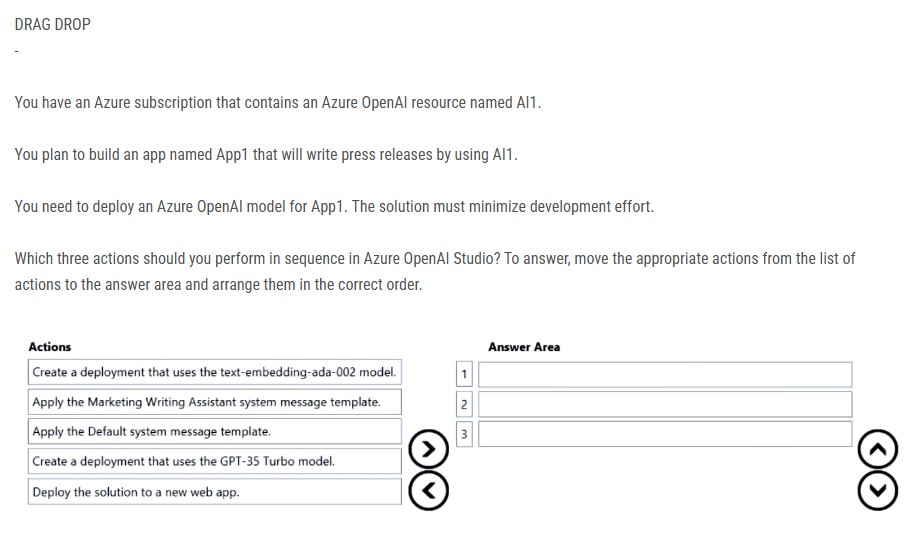 DRAG DROP
-
You have an Azure subscription that contains an Azure OpenAI resource named AI1.
You plan to build an app named App1 that will write press releases by using AI1.
You need to deploy an Azure OpenAI model for App1. The solution must minimize development effort.
Which three actions should you perform in sequence in Azure OpenAI Studio? To answer, move the appropriate actions from the list of
actions to the answer area and arrange them in the correct order.
Actions
Create a deployment that uses the text-embedding-ada-002 model.
Apply the Marketing Writing Assistant system message template.
Apply the Default system message template.
Create a deployment that uses the GPT-35 Turbo model.
Deploy the solution to a new web app.
Answer Area
1
2
3